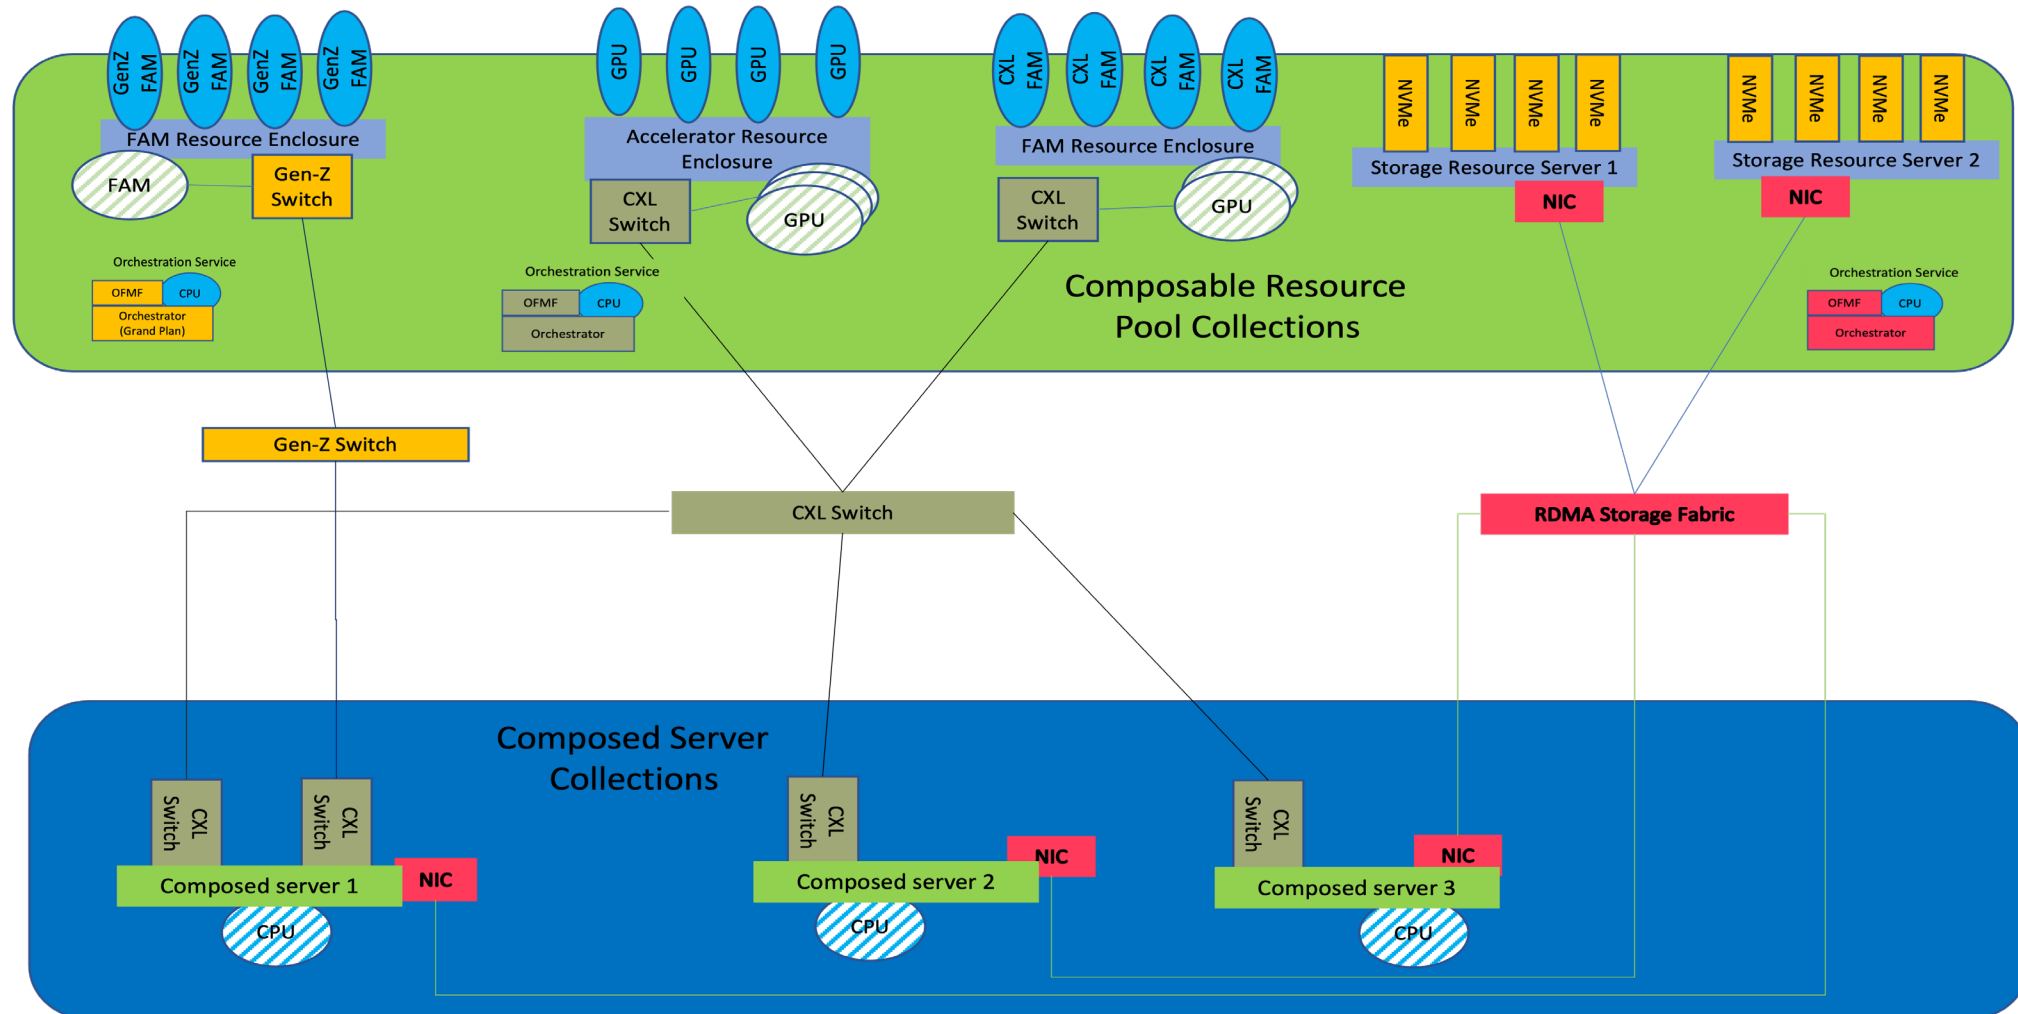 GenZ
FAM
GenZ
FAM
GenZ
FAM
GenZ
FAM
FAM Resource Enclosure
FAM
Gen-Z
Switch
GPU
GPU
GPU
GPU
Accelerator Resource
Enclosure
CXL
Switch
GPU
CXL
FAM
CXL
FAM
CXL
FAM
CXL
FAM
FAM Resource Enclosure
CXL
Switch
GPU
NVMe
NVMe
NVMe
NVMe
Storage Resource Server 1
NIC
NVMe
NVMe
NVMe
NVMe
Storage Resource Server 2
NIC
Orchestration Service
OFMF
CPU
Orchestrator
(Grand Plan)
Orchestration Service
OFMF
CPU
Orchestrator
Composable Resource
Pool Collections
Orchestration Service
OFMF
CPU
Orchestrator
Gen-Z Switch
CXL Switch
RDMA Storage Fabric
Composed Server
Collections
CXL
Switch
CXL
Switch
Composed server 1
NIC
CPU
CXL
Switch
Composed server 2
NIC
CPU
CXL
Switch
Composed server 3
NIC
CPU